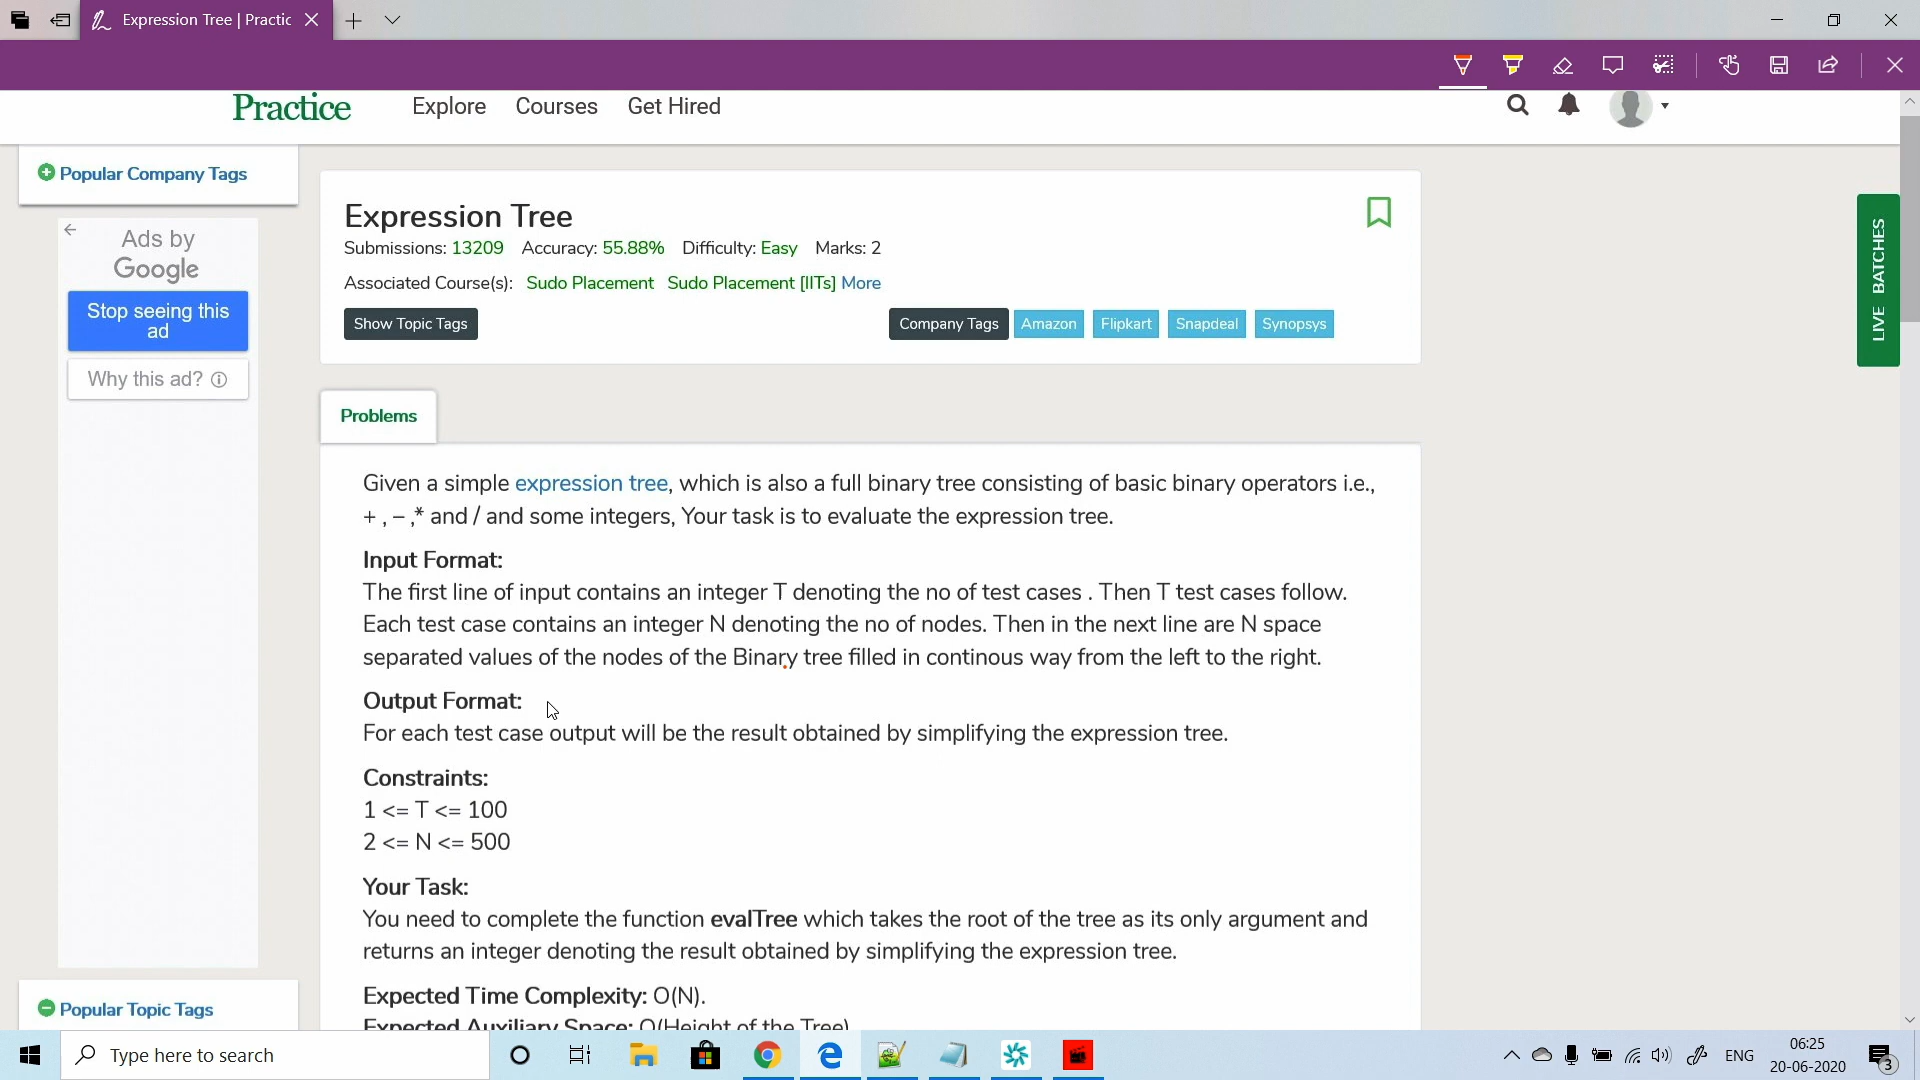 Expression Tree | Practic
Practice
Explore Courses Get Hired
Popular Company Tags
Ads by
Google
Stop seeing this
ad
Why this ad?
Popular Topic Tags
Expression Tree
Submissions: 13209 Accuracy: 55.88% Difficulty: Easy Marks: 2
Associated Course(s): Sudo Placement Sudo Placement [IITs] More
Show Topic Tags
Company Tags Amazon Flipkart Snapdeal Synopsys
LIVE BATCHES
Problems
Given a simple expression tree, which is also a full binary tree consisting of basic binary operators i.e.,
+ , – ,* and / and some integers, Your task is to evaluate the expression tree.
Input Format:
The first line of input contains an integer T denoting the no of test cases . Then T test cases follow.
Each test case contains an integer N denoting the no of nodes. Then in the next line are N space
separated values of the nodes of the Binary tree filled in continous way from the left to the right.
Output Format:
For each test case output will be the result obtained by simplifying the expression tree.
Constraints:
1 <= T <= 100
2 <= N <= 500
Your Task:
You need to complete the function evalTree which takes the root of the tree as its only argument and
returns an integer denoting the result obtained by simplifying the expression tree.
Expected Time Complexity: O(N).
Expected Auxiliary Space: O(Height of the Tree)
Type here to search
ENG
06:25
20-06-2020
3